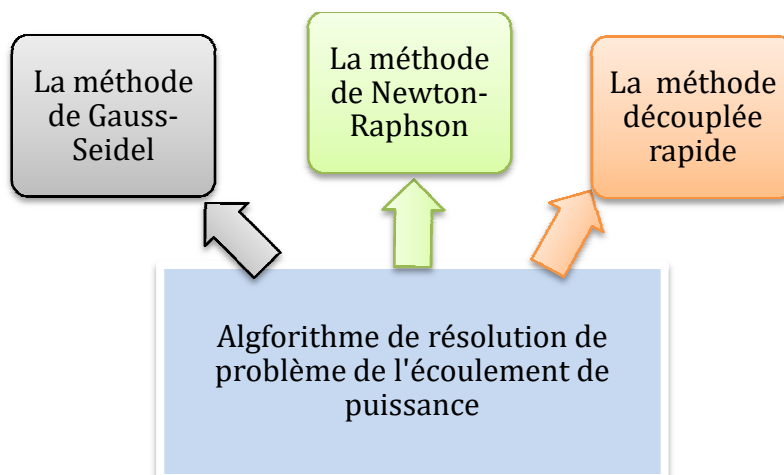 La méthode
de Gauss-
Seidel
La méthode
de Newton-
Raphson
La méthode
découplée
rapide
Algforithme de résolution de
problème de l'écoulement de
puissance